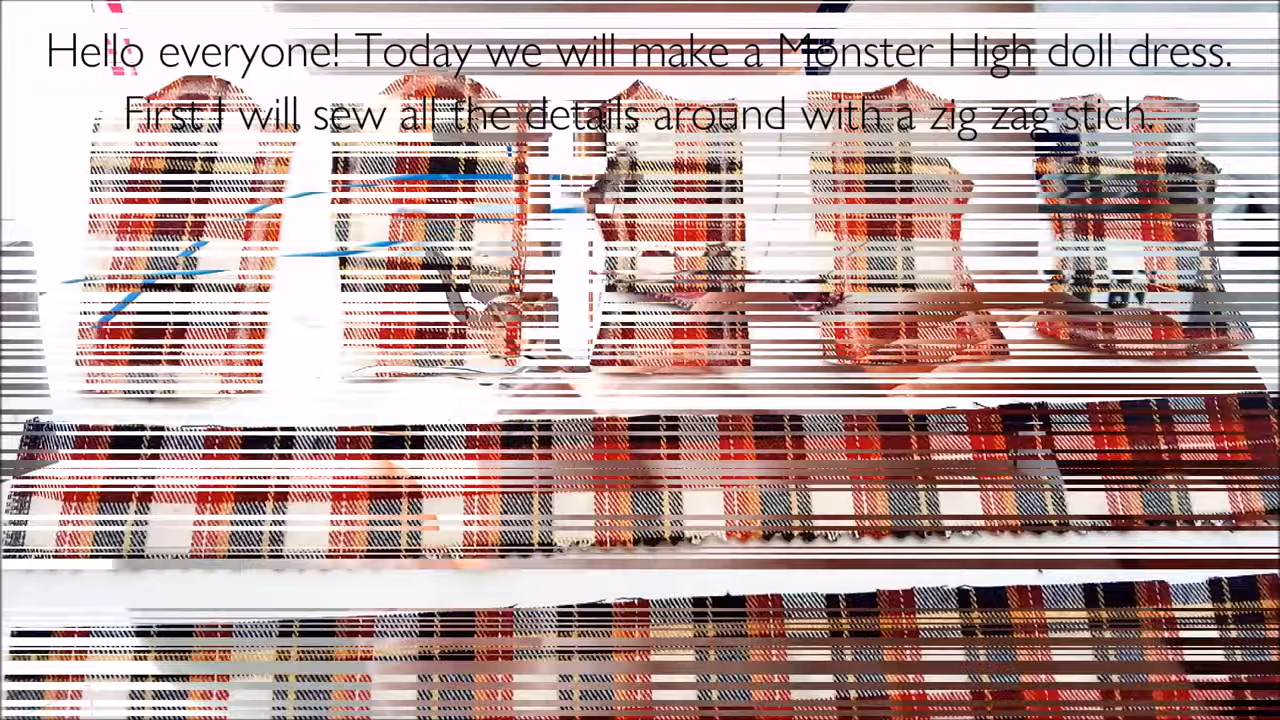 Hello everyone! Today we will make a Monster High doll dress.
First I will sew all the details around with a zig zag stich.